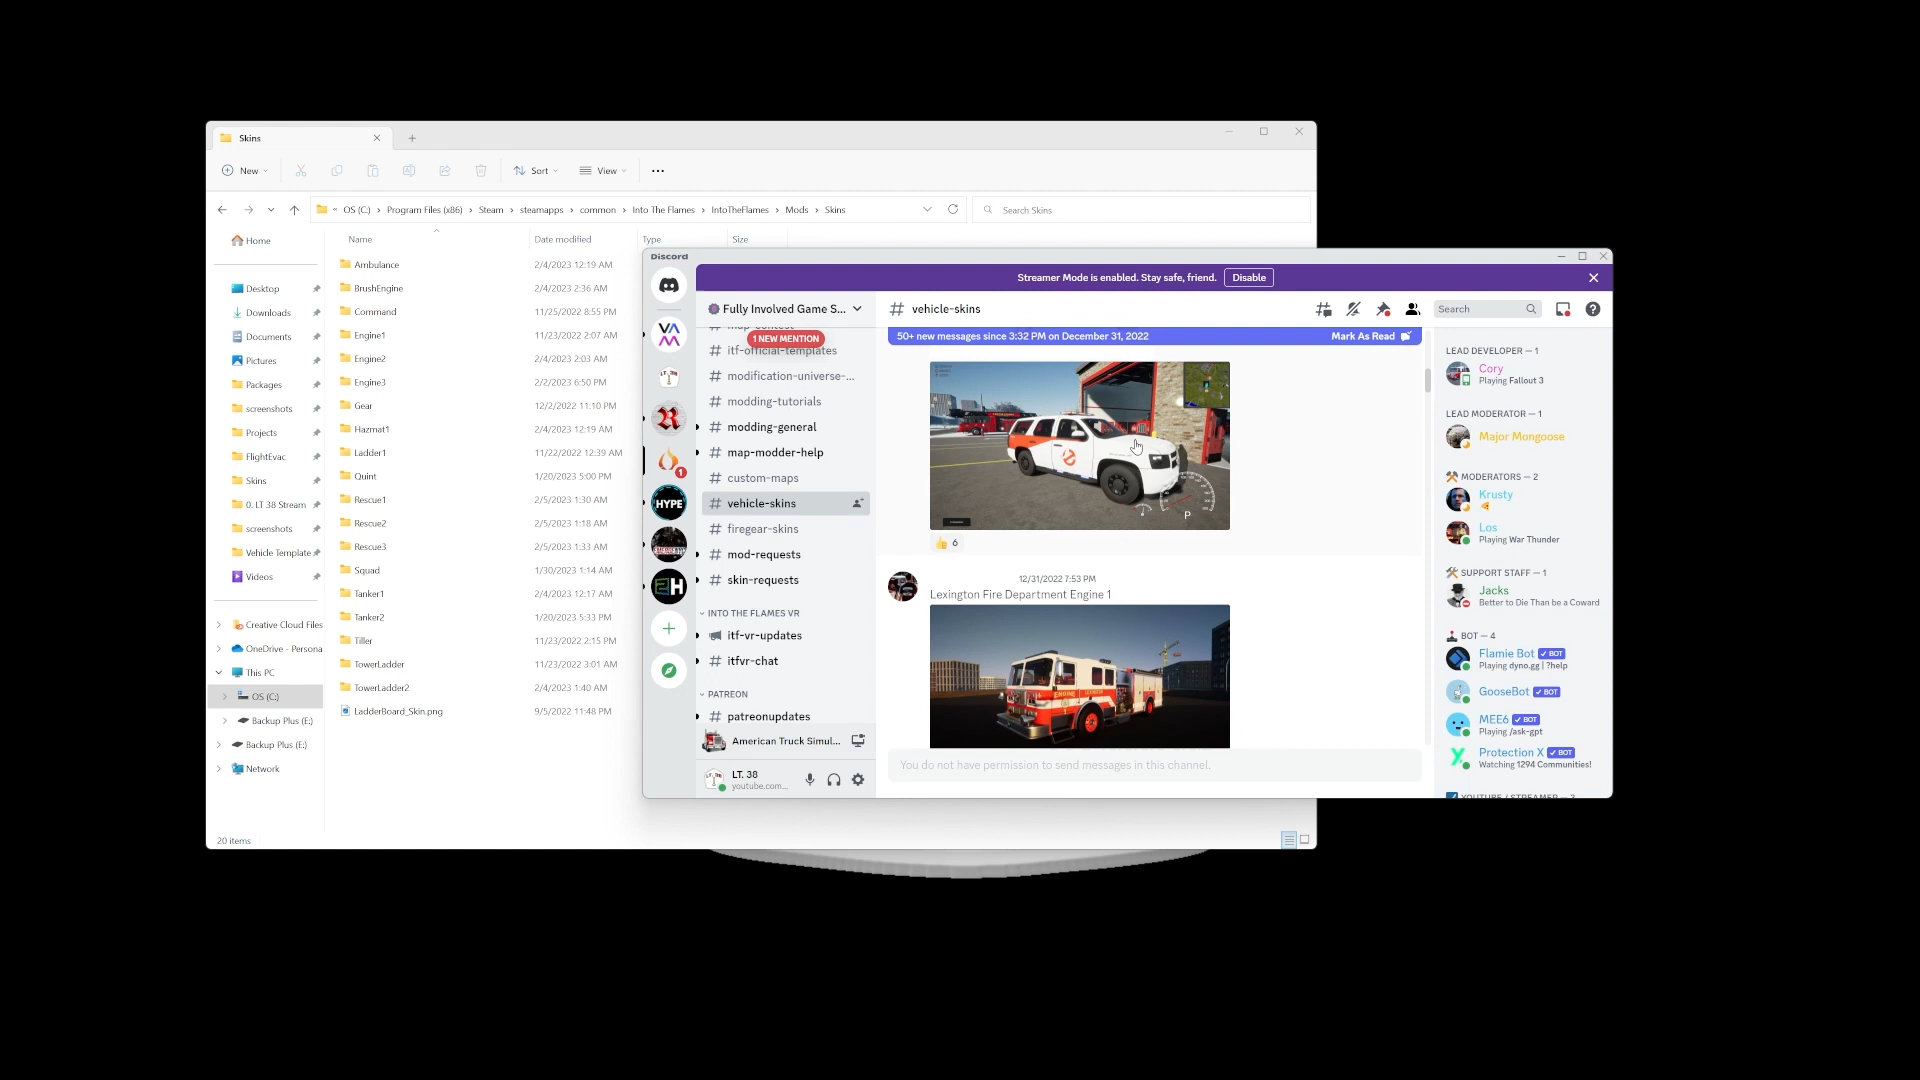 Skins
New
Sort
View
OS (C:) > Program Files (x86) > Steam > steamapps > common > Into The Flames > IntoTheFlames > Mods > Skins
Search Skins
Name
Date modified
Type
Size
Home
Desktop
Downloads
Documents
Pictures
Packages
screenshots
Projects
FlightEvac
Skins
0. LT 38 Stream
screenshots
Vehicle Template
Videos
Creative Cloud Files
OneDrive - Persona
This PC
OS (C:)
Backup Plus (E:)
Backup Plus (E:)
Network
Ambulance 2/4/2023 12:19 AM
BrushEngine 2/4/2023 2:36 AM
Command 11/25/2022 8:55 PM
Engine1 11/23/2022 2:07 AM
Engine2 2/4/2023 2:03 AM
Engine3 2/2/2023 6:50 PM
Gear 12/2/2022 11:10 PM
Hazmat1 2/4/2023 12:19 AM
Ladder1 11/22/2022 12:39 AM
Quint 1/20/2023 5:00 PM
Rescue1 2/5/2023 1:30 AM
Rescue2 2/5/2023 1:18 AM
Rescue3 2/5/2023 1:33 AM
Squad 1/30/2023 1:14 AM
Tanker1 2/4/2023 12:17 AM
Tanker2 1/20/2023 5:33 PM
Tiller 11/23/2022 2:15 PM
TowerLadder 11/23/2022 3:01 AM
TowerLadder2 2/4/2023 1:40 AM
LadderBoard_Skin.png 9/5/2022 11:48 PM
20 items
Discord
Streamer Mode is enabled. Stay safe, friend. Disable
Fully Involved Game S...
1 NEW MENTION
itf-official-templates
modification-universe-...
modding-tutorials
modding-general
map-modder-help
custom-maps
vehicle-skins
firegear-skins
mod-requests
skin-requests
INTO THE FLAMES VR
itf-vr-updates
itfvr-chat
PATREON
patreonupdates
American Truck Simul...
LT. 38
youtube.com...
HYPE
1
vehicle-skins
Search
50+ new messages since 3:32 PM on December 31, 2022 Mark As Read
P
6
12/31/2022 7:53 PM
Lexington Fire Department Engine 1
You do not have permission to send messages in this channel.
LEAD DEVELOPER — 1
Cory
Playing Fallout 3
LEAD MODERATOR — 1
Major Mongoose
MODERATORS — 2
Krusty
Los
Playing War Thunder
SUPPORT STAFF — 1
Jacks
Better to Die Than be a Coward
BOT — 4
Flamie Bot BOT
Playing dyno.gg | ?help
GooseBot BOT
MEE6 BOT
Playing /ask-gpt
Protection X BOT
Watching 1294 Communities!